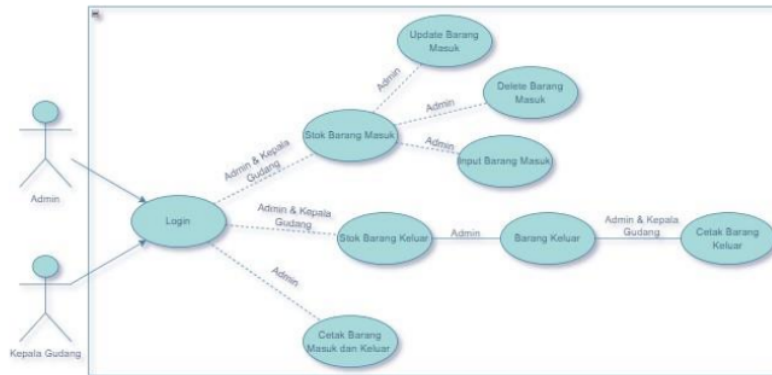 Update Barang
Masuk
Admin
Delete Barang
Masuk
Admin
Stok Barang Masuk
Admin
Input Barang Masuk
Admin & Kepala
Gudang
Admin
Login
Admin & Kepala
Gudang
Stok Barang Keluar
Admin
Barang Keluar
Admin & Kepala
Gudang
Cetak Barang
Keluar
Admin
Kepala Gudang
Cetak Barang
Masuk dan Keluar